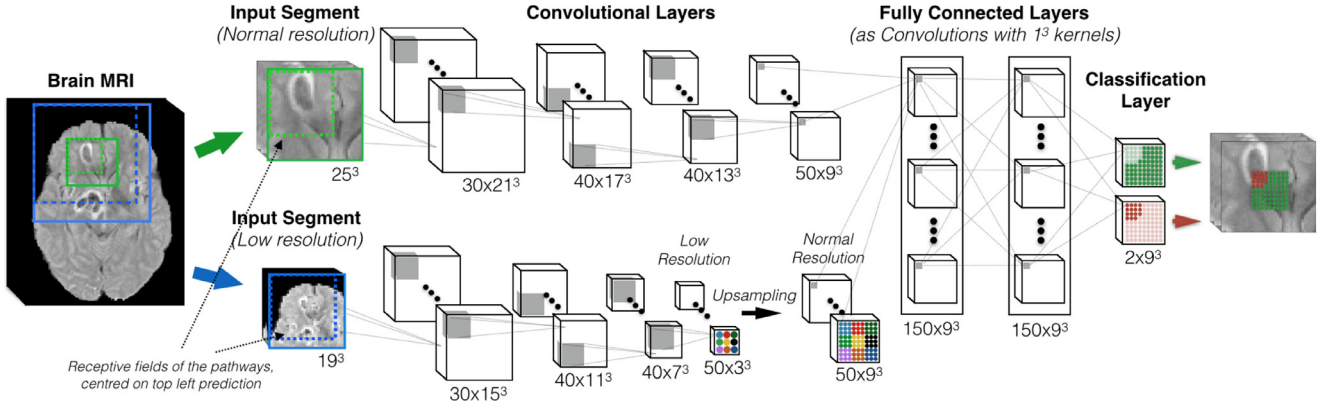 Brain MRI
Input Segment
(Normal resolution)
25³
Convolutional Layers
30x21³
40x17³
40x13³
50x9³
Fully Connected Layers
(as Convolutions with 1³ kernels)
150x9³
150x9³
Classification
Layer
2x9³
Input Segment
(Low resolution)
19³
Receptive fields of the pathways,
centred on top left prediction
30x15³
40x11³
40x7³
Low
Resolution
50x3³
Upsampling
Normal
Resolution
50x9³